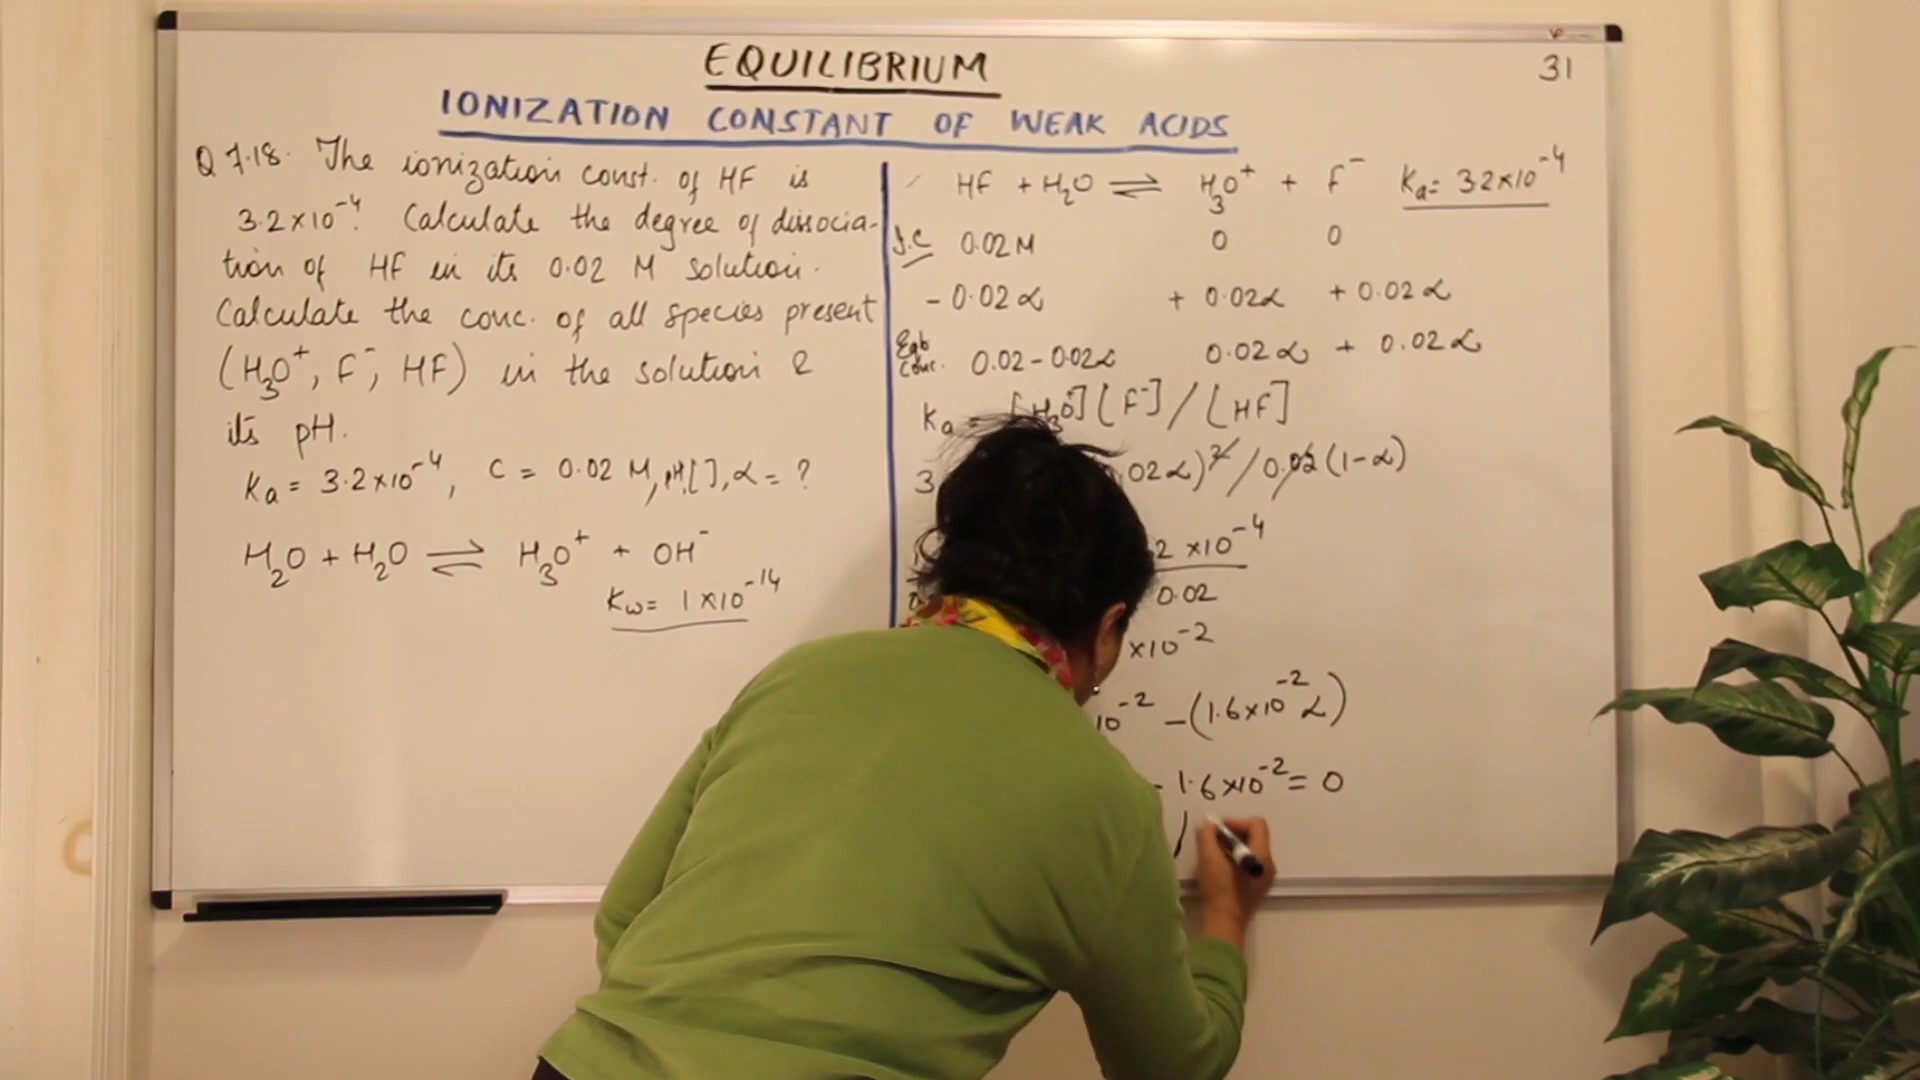 EQUILIBRIUM
31
IONIZATION CONSTANT OF WEAK ACIDS
Q 7.18. The ionization const. of HF is
3.2×10⁻⁴. Calculate the degree of dissocia-
tion of HF in its 0.02 M solution.
Calculate the conc. of all species present
(H₃O⁺, F⁻, HF) in the solution &
its pH.
Ka = 3.2×10⁻⁴, C = 0.02 M, pH, [ ], α = ?
H₂O + H₂O ⇌ H₃O⁺ + OH⁻
Kw = 1×10⁻¹⁴
HF + H₂O ⇌ H₃O⁺ + F⁻ Ka = 3.2×10⁻⁴
I.C 0.02 M 0 0
- 0.02α + 0.02α + 0.02α
Eqb Conc. 0.02 - 0.02α 0.02α + 0.02α
Ka = [H₃O⁺] [F⁻] / [HF]
3 02α)² / 0.02 (1-α)
2 ×10⁻⁴
0.02
×10⁻²
10⁻² - (1.6×10⁻²α)
- 1.6×10⁻² = 0